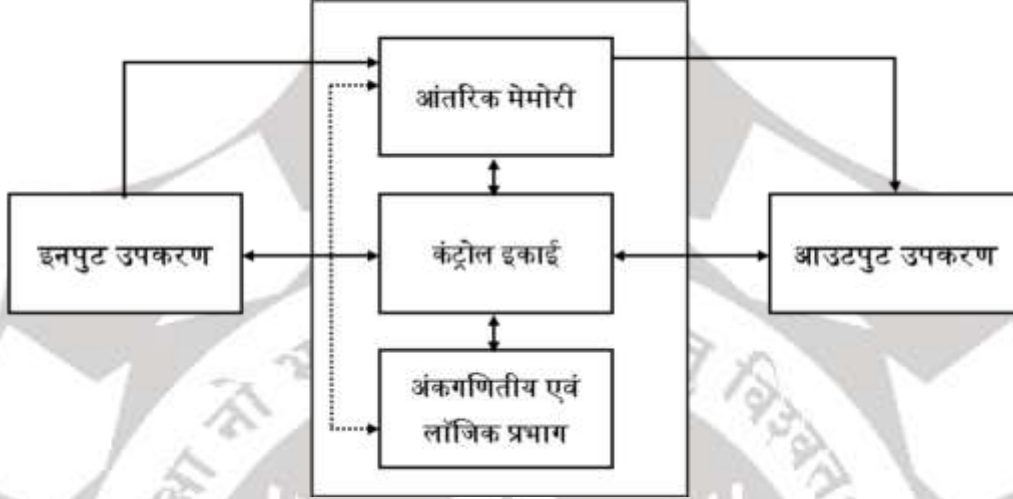 आंतरिक मेमोरी
इनपुट उपकरण
कंट्रोल इकाई
आउटपुट उपकरण
अंकगणितीय एवं
लॉजिक प्रभाग
नो